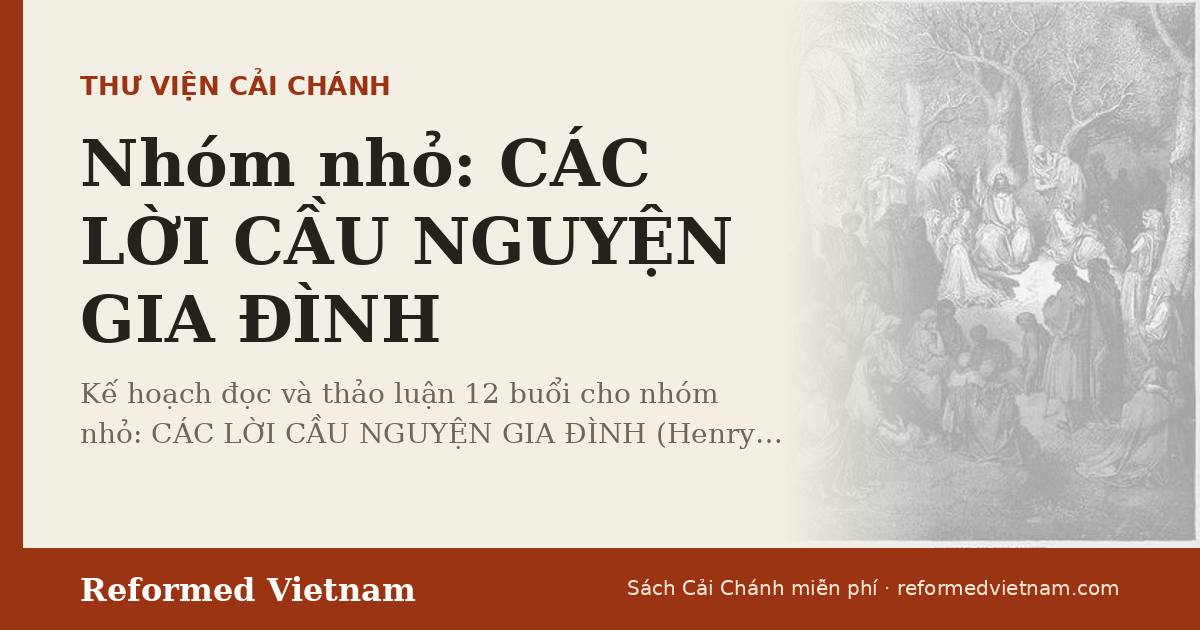 THƯ VIỆN CẢI CHÁNH
Nhóm nhỏ: CÁC
LỜI CẦU NGUYỆN
GIA ĐÌNH
Kế hoạch đọc và thảo luận 12 buổi cho nhóm
nhỏ: CÁC LỜI CẦU NGUYỆN GIA ĐÌNH (Henry...
Reformed Vietnam
Sách Cải Chánh miễn phí · reformedvietnam.com